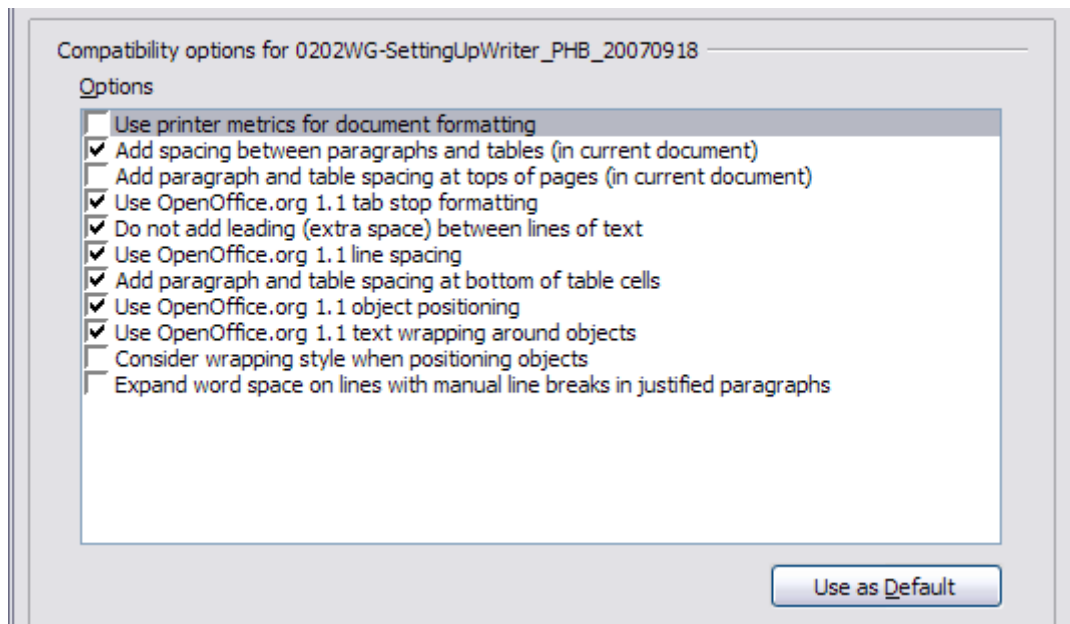 Compatibility options for 0202WG-SettingUpWriter_PHB_20070918
Options
Use printer metrics for document formatting
Add spacing between paragraphs and tables (in current document)
Add paragraph and table spacing at tops of pages (in current document)
Use OpenOffice.org 1.1 tab stop formatting
Do not add leading (extra space) between lines of text
Use OpenOffice.org 1.1 line spacing
Add paragraph and table spacing at bottom of table cells
Use OpenOffice.org 1.1 object positioning
Use OpenOffice.org 1.1 text wrapping around objects
Consider wrapping style when positioning objects
Expand word space on lines with manual line breaks in justified paragraphs
Use as Default